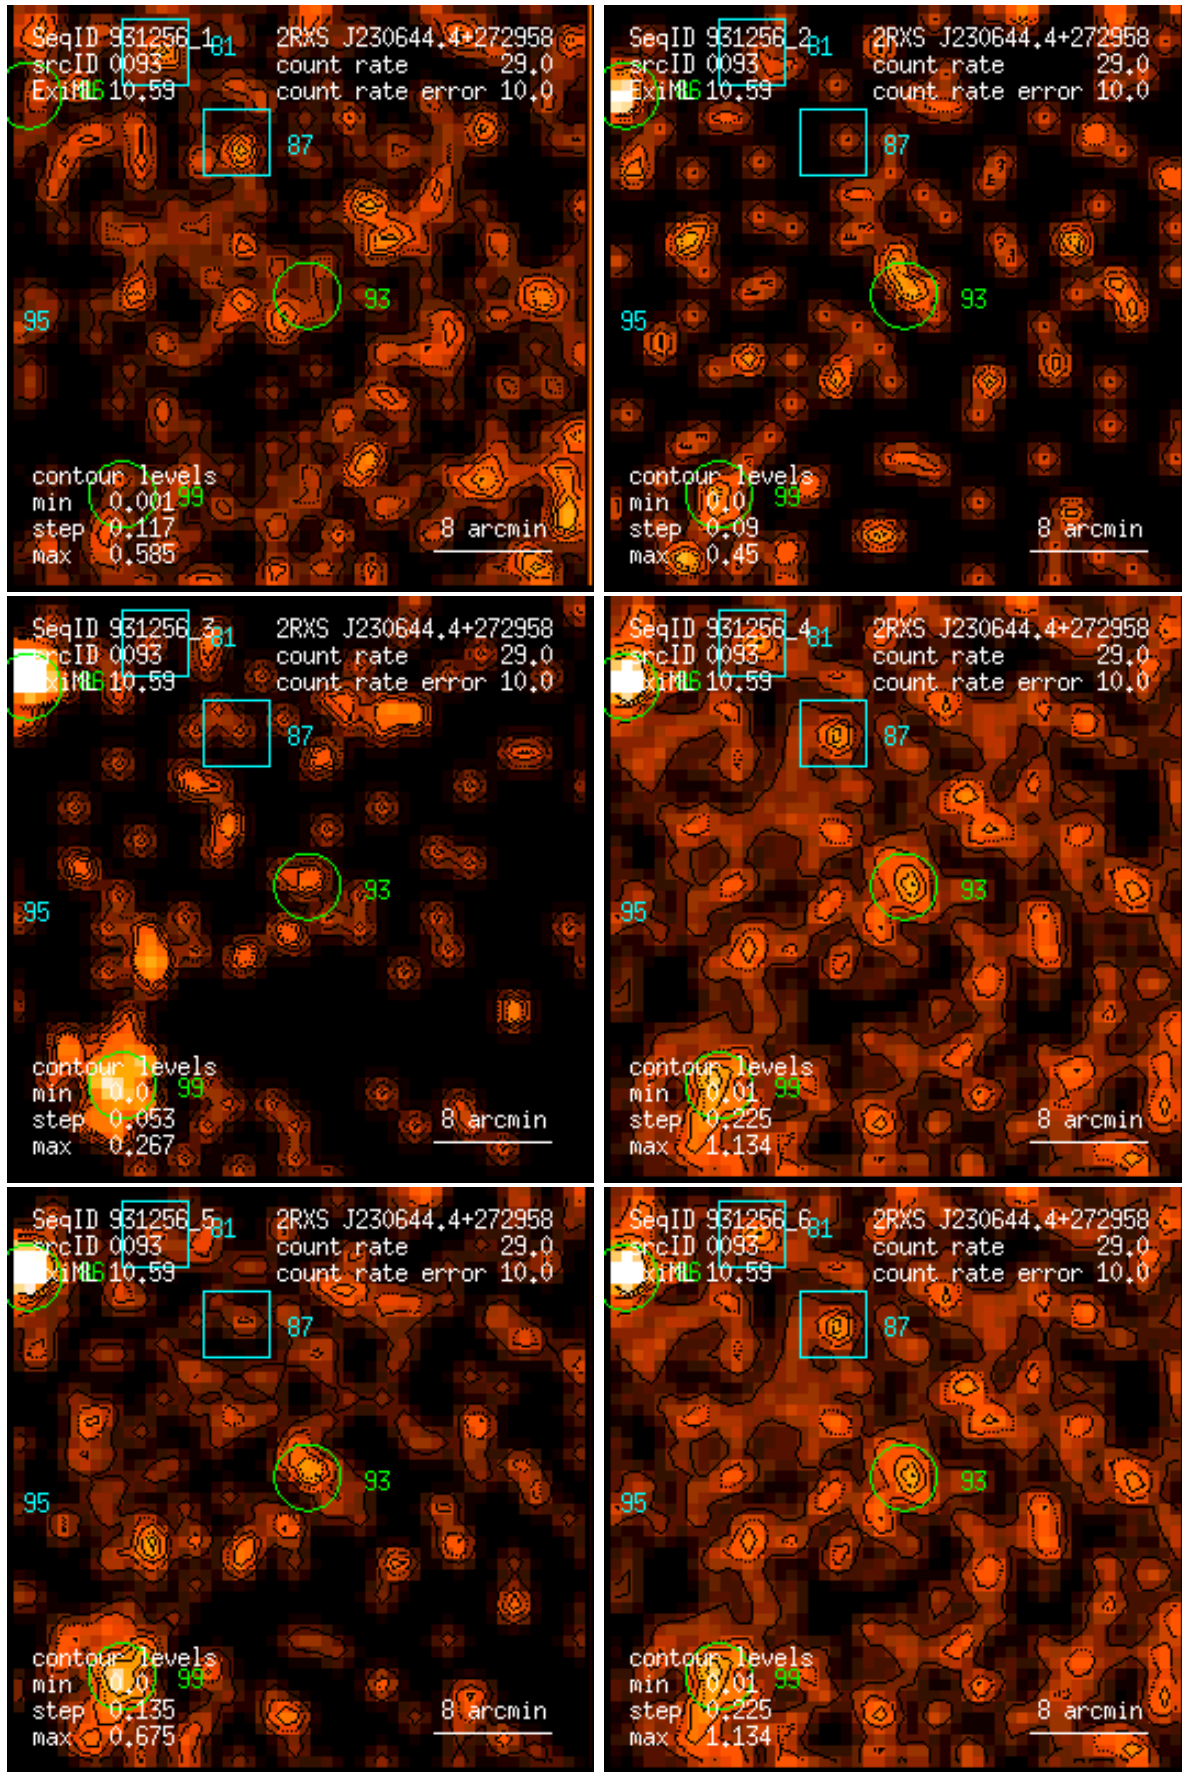 SeqID 931256_1 81 2RXS J230644.4+272958
srcID 0093 count rate 29.0
ExiML 10.59 count rate error 10.0
87
93
95
contour levels
min 0.001 99
step 0.117 8 arcmin
max 0.585
SeqID 931256_2 81 2RXS J230644.4+272958
srcID 0093 count rate 29.0
ExiML 10.59 count rate error 10.0
87
93
95
contour levels
min 0.0 99
step 0.09 8 arcmin
max 0.45
SeqID 931256_3 81 2RXS J230644.4+272958
srcID 0093 count rate 29.0
ExiML 10.59 count rate error 10.0
87
93
95
contour levels
min 0.0 99
step 0.053 8 arcmin
max 0.267
SeqID 931256_4 81 2RXS J230644.4+272958
srcID 0093 count rate 29.0
ExiML 10.59 count rate error 10.0
87
93
95
contour levels
min 0.01 99
step 0.225 8 arcmin
max 1.134
SeqID 931256_5 81 2RXS J230644.4+272958
srcID 0093 count rate 29.0
ExiML 10.59 count rate error 10.0
87
93
95
contour levels
min 0.0 99
step 0.135 8 arcmin
max 0.675
SeqID 931256_6 81 2RXS J230644.4+272958
srcID 0093 count rate 29.0
ExiML 10.59 count rate error 10.0
87
93
95
contour levels
min 0.01 99
step 0.225 8 arcmin
max 1.134